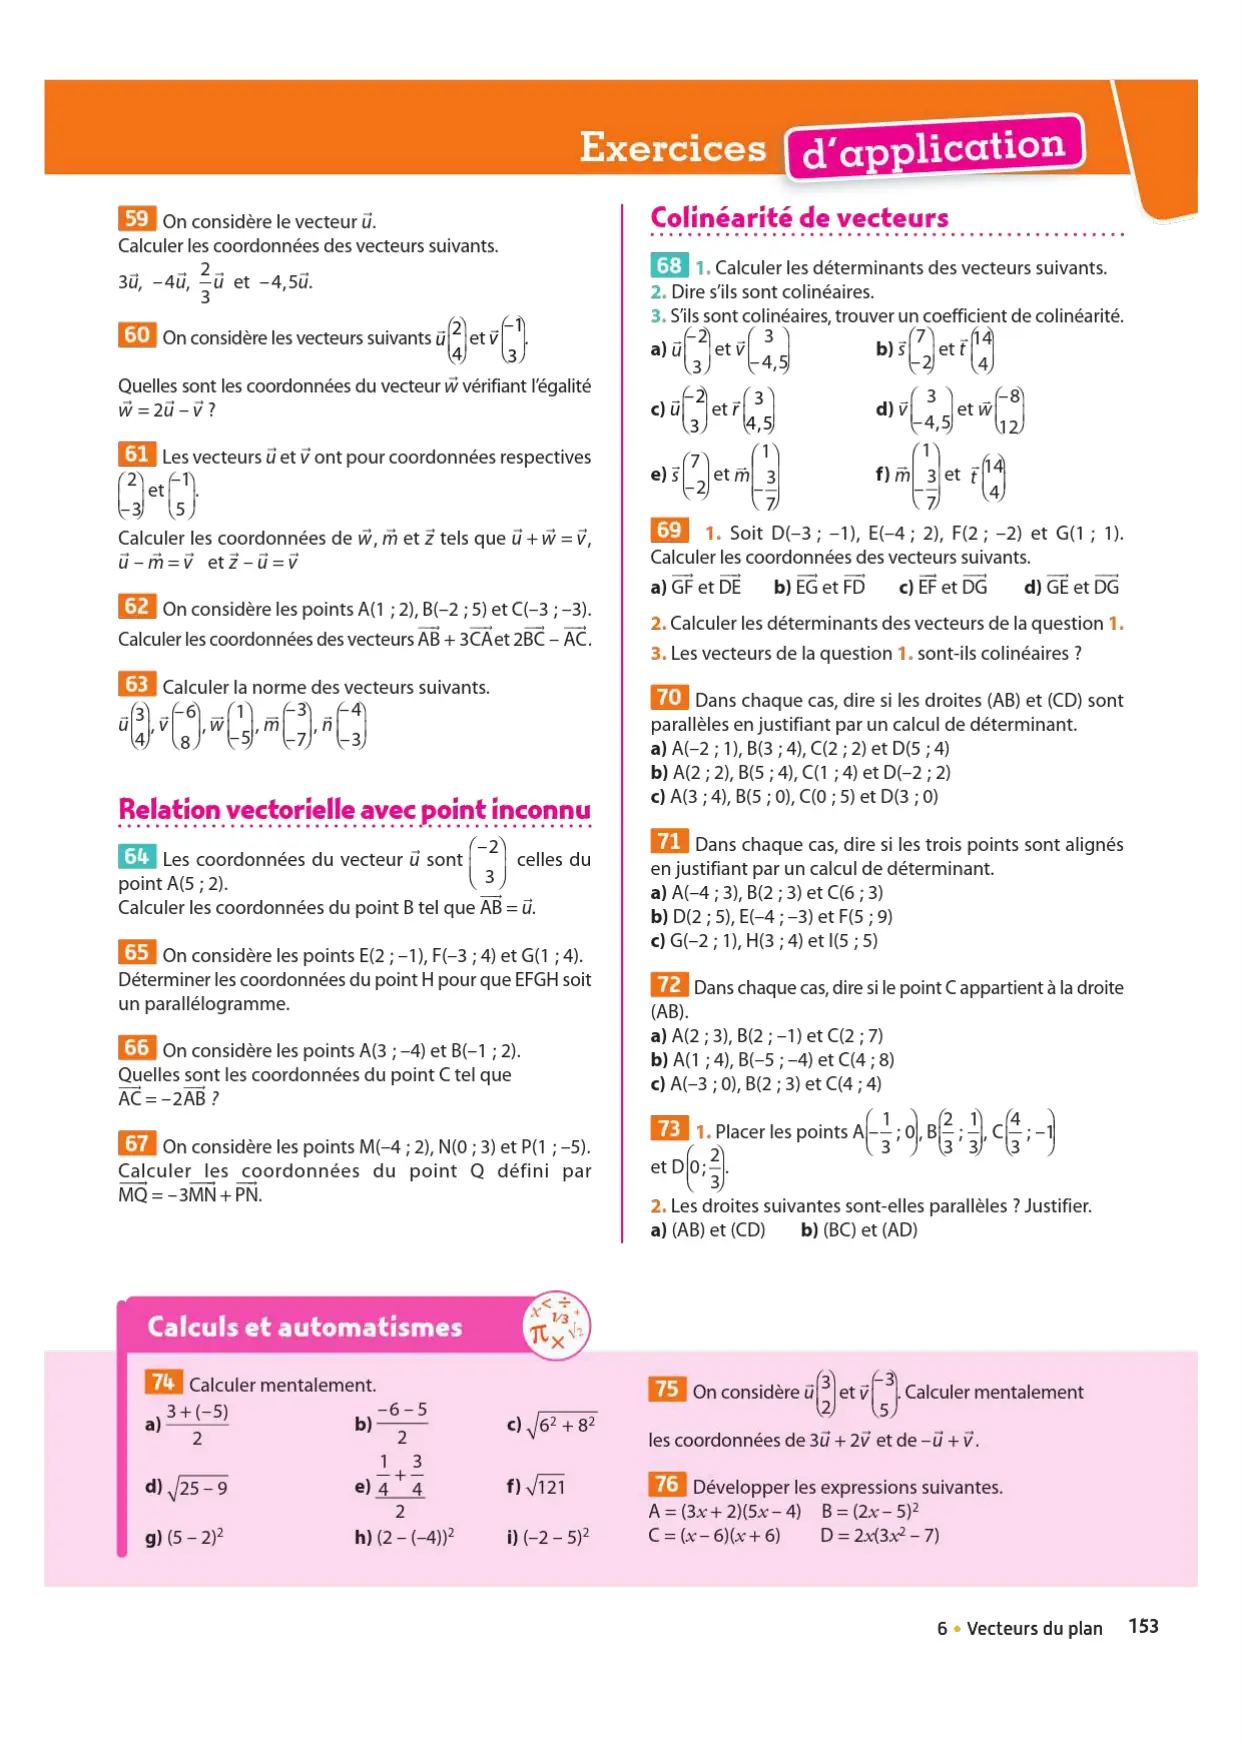 Exercices d'application
59 On considère le vecteur u⃗.
Calculer les coordonnées des vecteurs suivants.
3u⃗, –4u⃗, 2/3 u⃗ et –4,5u⃗.
60 On considère les vecteurs suivants u⃗(2 ; 4) et v⃗(–1 ; 3).
Quelles sont les coordonnées du vecteur w⃗ vérifiant l'égalité
w⃗ = 2u⃗ – v⃗ ?
61 Les vecteurs u⃗ et v⃗ ont pour coordonnées respectives
(2 ; –3) et (–1 ; 5).
Calculer les coordonnées de w⃗, m⃗ et z⃗ tels que u⃗ + w⃗ = v⃗,
u⃗ – m⃗ = v⃗ et z⃗ – u⃗ = v⃗
62 On considère les points A(1 ; 2), B(–2 ; 5) et C(–3 ; –3).
Calculer les coordonnées des vecteurs AB + 3CA et 2BC – AC.
63 Calculer la norme des vecteurs suivants.
u⃗(3 ; 4), v⃗(–6 ; 8), w⃗(1 ; –5), m⃗(–3 ; –7), n⃗(–4 ; –3)
Relation vectorielle avec point inconnu
64 Les coordonnées du vecteur u⃗ sont (–2 ; 3) celles du
point A(5 ; 2).
Calculer les coordonnées du point B tel que AB = u⃗.
65 On considère les points E(2 ; –1), F(–3 ; 4) et G(1 ; 4).
Déterminer les coordonnées du point H pour que EFGH soit
un parallélogramme.
66 On considère les points A(3 ; –4) et B(–1 ; 2).
Quelles sont les coordonnées du point C tel que
AC = –2AB ?
67 On considère les points M(–4 ; 2), N(0 ; 3) et P(1 ; –5).
Calculer les coordonnées du point Q défini par
MQ = –3MN + PN.
Colinéarité de vecteurs
68 1. Calculer les déterminants des vecteurs suivants.
2. Dire s'ils sont colinéaires.
3. S'ils sont colinéaires, trouver un coefficient de colinéarité.
a) u⃗(–2 ; 3) et v⃗(3 ; –4,5) b) s⃗(7 ; –2) et t⃗(14 ; 4)
c) u⃗(–2 ; 3) et r⃗(3 ; 4,5) d) v⃗(3 ; –4,5) et w⃗(–8 ; 12)
e) s⃗(7 ; –2) et m⃗(1 ; –3/7) f) m⃗(1 ; –3/7) et t⃗(14 ; 4)
69 1. Soit D(–3 ; –1), E(–4 ; 2), F(2 ; –2) et G(1 ; 1).
Calculer les coordonnées des vecteurs suivants.
a) GF et DE b) EG et FD c) EF et DG d) GE et DG
2. Calculer les déterminants des vecteurs de la question 1.
3. Les vecteurs de la question 1. sont-ils colinéaires ?
70 Dans chaque cas, dire si les droites (AB) et (CD) sont
parallèles en justifiant par un calcul de déterminant.
a) A(–2 ; 1), B(3 ; 4), C(2 ; 2) et D(5 ; 4)
b) A(2 ; 2), B(5 ; 4), C(1 ; 4) et D(–2 ; 2)
c) A(3 ; 4), B(5 ; 0), C(0 ; 5) et D(3 ; 0)
71 Dans chaque cas, dire si les trois points sont alignés
en justifiant par un calcul de déterminant.
a) A(–4 ; 3), B(2 ; 3) et C(6 ; 3)
b) D(2 ; 5), E(–4 ; –3) et F(5 ; 9)
c) G(–2 ; 1), H(3 ; 4) et I(5 ; 5)
72 Dans chaque cas, dire si le point C appartient à la droite
(AB).
a) A(2 ; 3), B(2 ; –1) et C(2 ; 7)
b) A(1 ; 4), B(–5 ; –4) et C(4 ; 8)
c) A(–3 ; 0), B(2 ; 3) et C(4 ; 4)
73 1. Placer les points A(–1/3 ; 0), B(2/3 ; 1/3), C(4/3 ; –1)
et D(0 ; 2/3).
2. Les droites suivantes sont-elles parallèles ? Justifier.
a) (AB) et (CD) b) (BC) et (AD)
Calculs et automatismes
x < ÷ 1/3 + π × √2
74 Calculer mentalement.
a) (3 + (–5))/2 b) (–6 – 5)/2 c) √(6² + 8²)
d) √(25 – 9) e) (1/4 + 3/4)/2 f) √121
g) (5 – 2)² h) (2 – (–4))² i) (–2 – 5)²
75 On considère u⃗(3 ; 2) et v⃗(–3 ; 5). Calculer mentalement
les coordonnées de 3u⃗ + 2v⃗ et de –u⃗ + v⃗.
76 Développer les expressions suivantes.
A = (3x + 2)(5x – 4) B = (2x – 5)²
C = (x – 6)(x + 6) D = 2x(3x² – 7)
6 • Vecteurs du plan 153